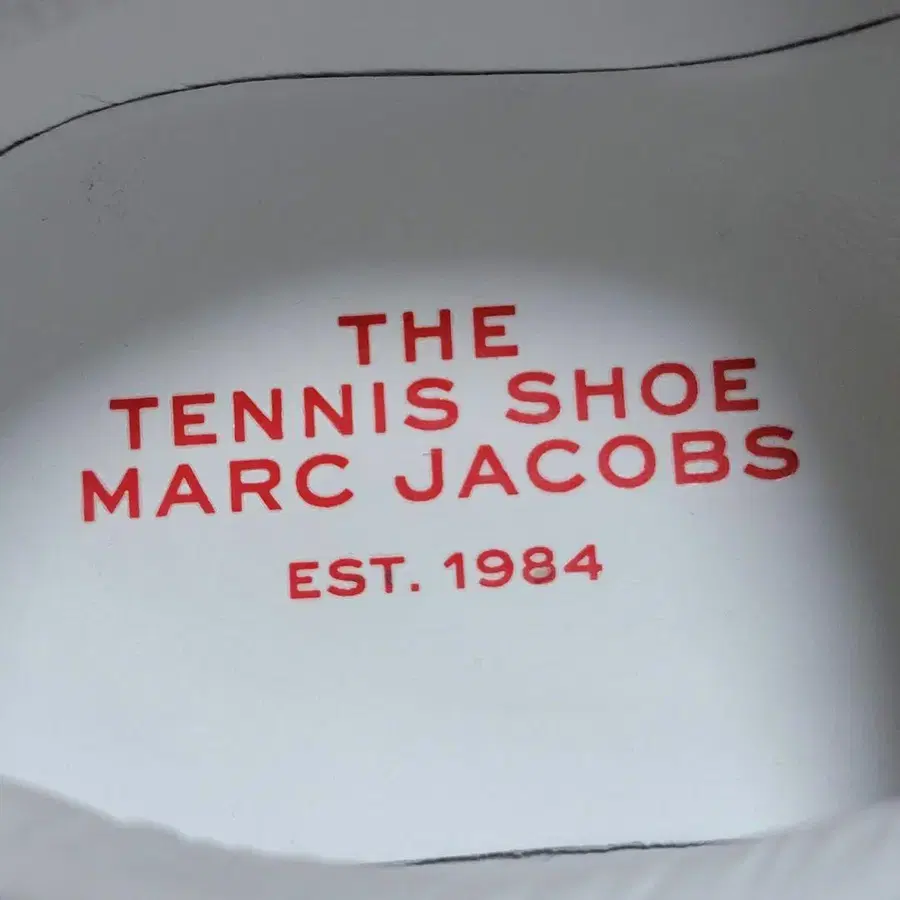 THE
TENNIS SHOE
MARC JACOBS
EST. 1984